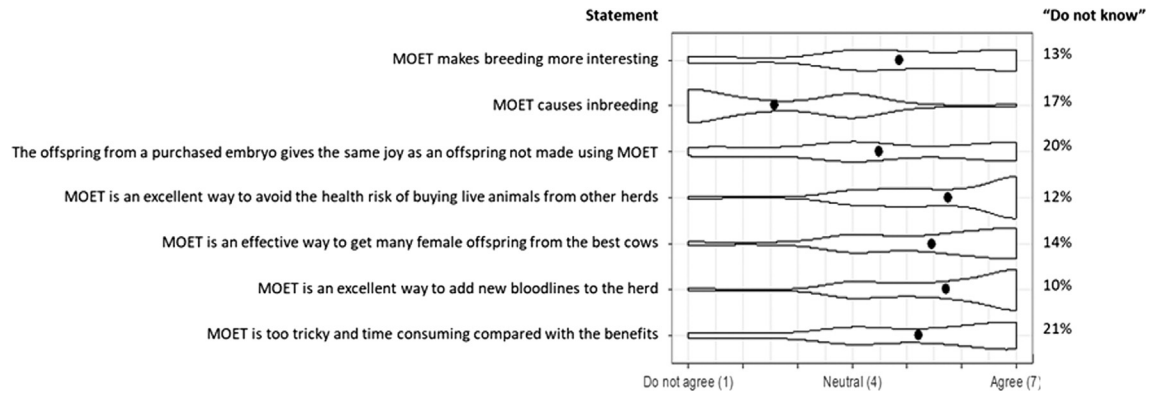 Statement “Do not know”
MOET makes breeding more interesting 13%
MOET causes inbreeding 17%
The offspring from a purchased embryo gives the same joy as an offspring not made using MOET 20%
MOET is an excellent way to avoid the health risk of buying live animals from other herds 12%
MOET is an effective way to get many female offspring from the best cows 14%
MOET is an excellent way to add new bloodlines to the herd 10%
MOET is too tricky and time consuming compared with the benefits 21%
Do not agree (1) Neutral (4) Agree (7)